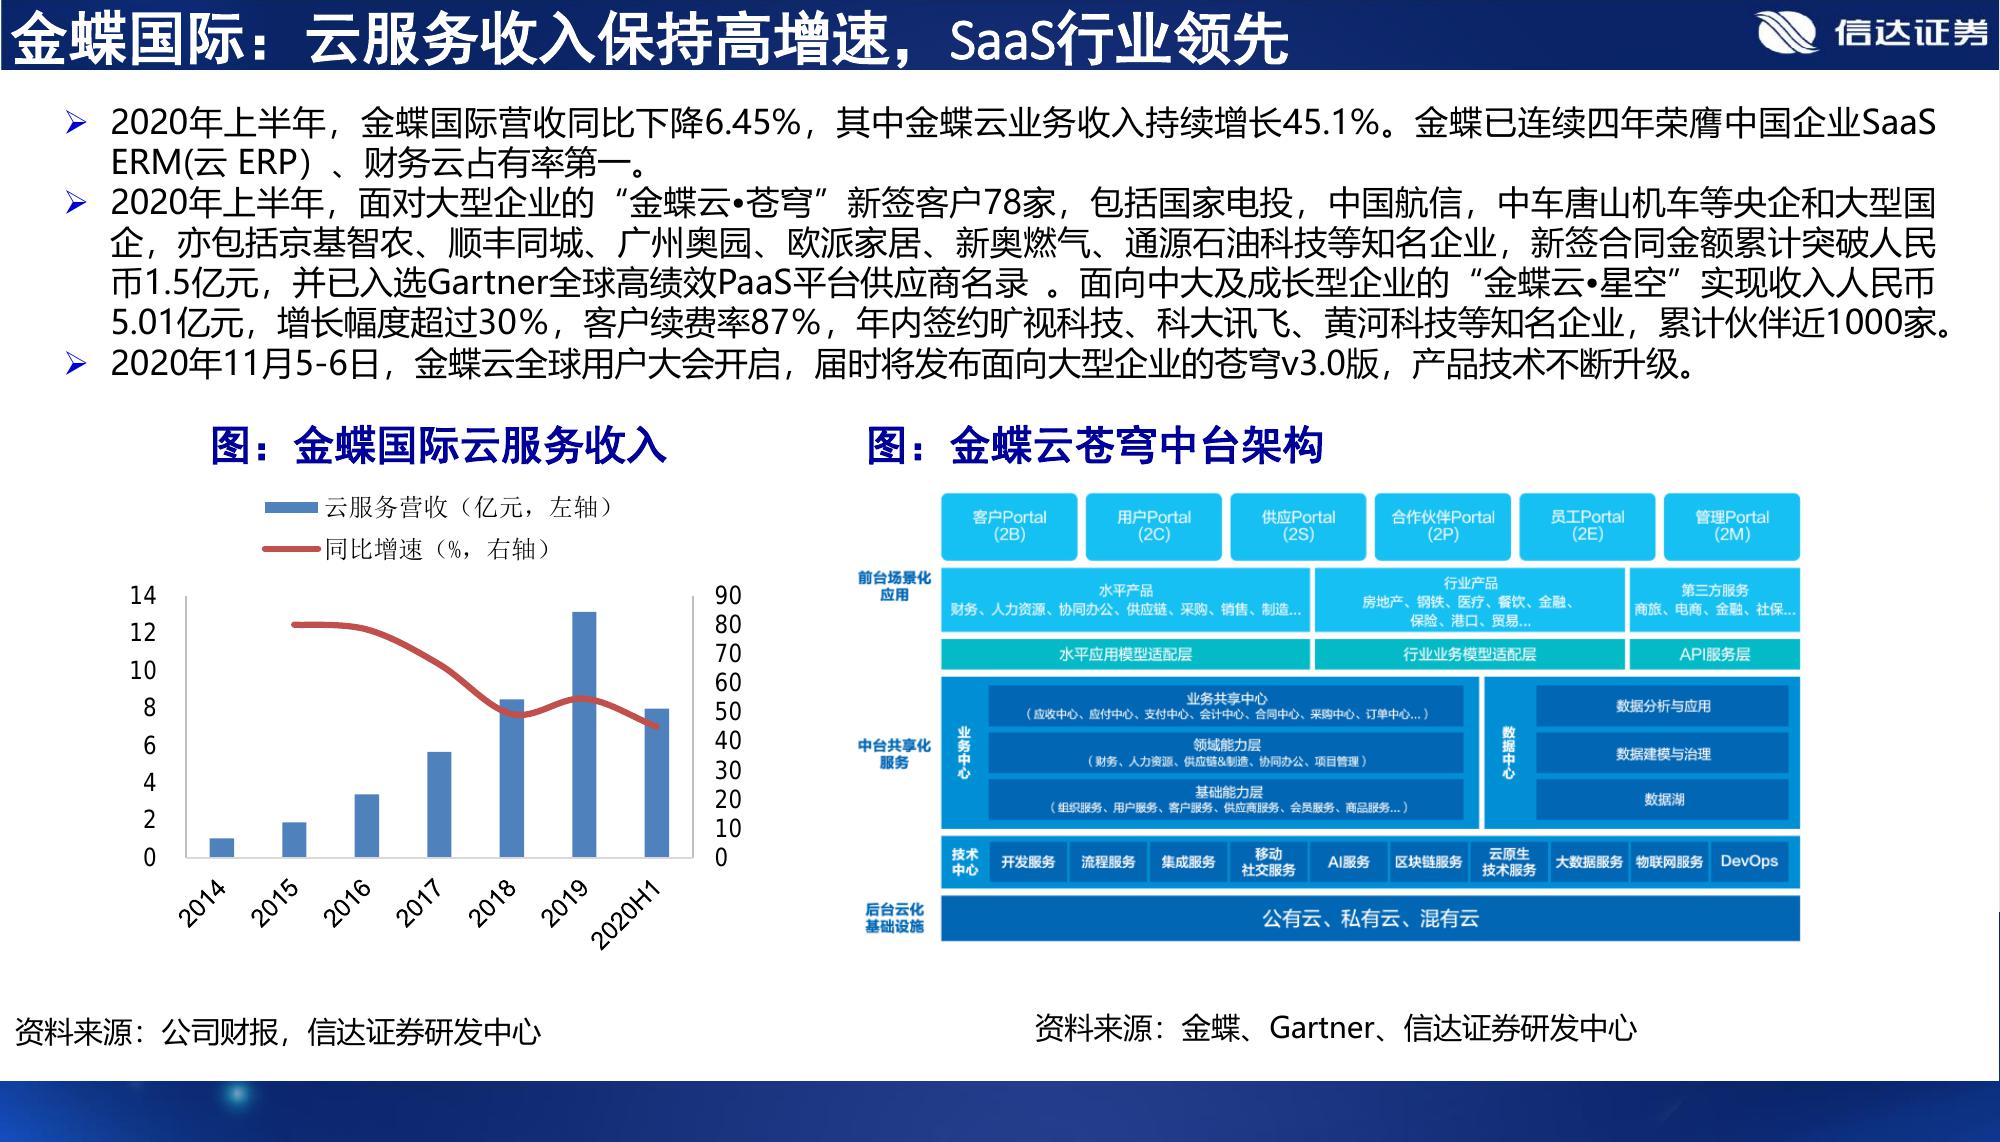 金蝶国际：云服务收入保持高增速，SaaS行业领先
信达证券
➢ 2020年上半年，金蝶国际营收同比下降6.45%，其中金蝶云业务收入持续增长45.1%。金蝶已连续四年荣膺中国企业SaaS
ERM(云 ERP）、财务云占有率第一。
➢ 2020年上半年，面对大型企业的“金蝶云•苍穹”新签客户78家，包括国家电投，中国航信，中车唐山机车等央企和大型国
企，亦包括京基智农、顺丰同城、广州奥园、欧派家居、新奥燃气、通源石油科技等知名企业，新签合同金额累计突破人民
币1.5亿元，并已入选Gartner全球高绩效PaaS平台供应商名录 。面向中大及成长型企业的“金蝶云•星空”实现收入人民币
5.01亿元，增长幅度超过30%，客户续费率87%，年内签约旷视科技、科大讯飞、黄河科技等知名企业，累计伙伴近1000家。
➢ 2020年11月5-6日，金蝶云全球用户大会开启，届时将发布面向大型企业的苍穹v3.0版，产品技术不断升级。
图：金蝶国际云服务收入
云服务营收（亿元，左轴）
同比增速（%，右轴）
14
12
10
8
6
4
2
0
90
80
70
60
50
40
30
20
10
0
2014
2015
2016
2017
2018
2019
2020H1
资料来源：公司财报，信达证券研发中心
图：金蝶云苍穹中台架构
客户Portal
(2B)
用户Portal
(2C)
供应Portal
(2S)
合作伙伴Portal
(2P)
员工Portal
(2E)
管理Portal
(2M)
前台场景化
应用
水平产品
财务、人力资源、协同办公、供应链、采购、销售、制造...
行业产品
房地产、钢铁、医疗、餐饮、金融、
保险、港口、贸易...
第三方服务
商旅、电商、金融、社保...
水平应用模型适配层
行业业务模型适配层
API服务层
中台共享化
服务
业务中心
业务共享中心
（应收中心、应付中心、支付中心、会计中心、合同中心、采购中心、订单中心...）
领域能力层
（财务、人力资源、供应链&制造、协同办公、项目管理）
基础能力层
（组织服务、用户服务、客户服务、供应商服务、会员服务、商品服务...）
数据中心
数据分析与应用
数据建模与治理
数据湖
技术
中心
开发服务
流程服务
集成服务
移动
社交服务
AI服务
区块链服务
云原生
技术服务
大数据服务
物联网服务
DevOps
后台云化
基础设施
公有云、私有云、混有云
资料来源：金蝶、Gartner、信达证券研发中心